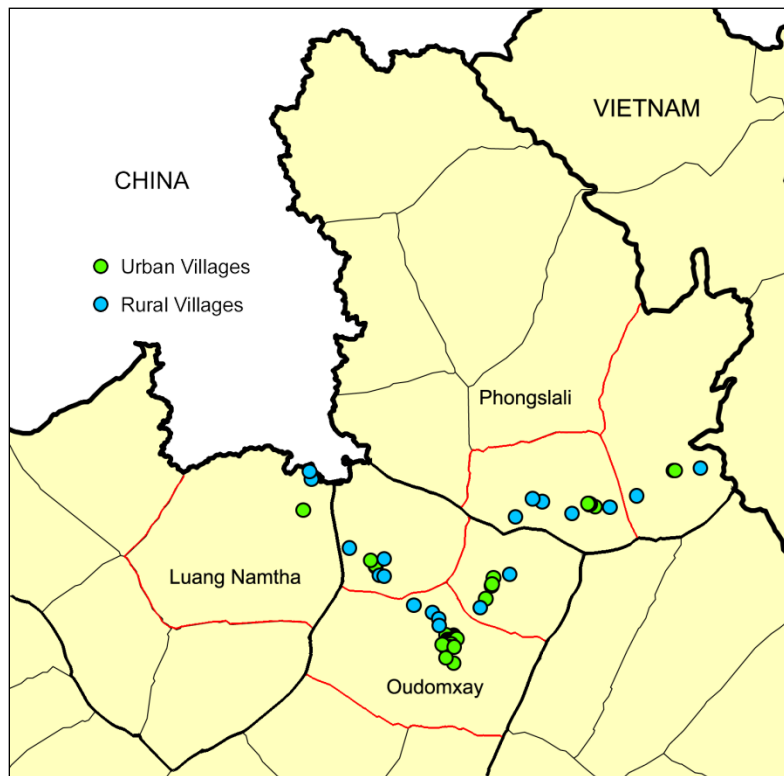 VIETNAM
CHINA
Urban Villages
Rural Villages
Phongslali
Luang Namtha
Oudomxay